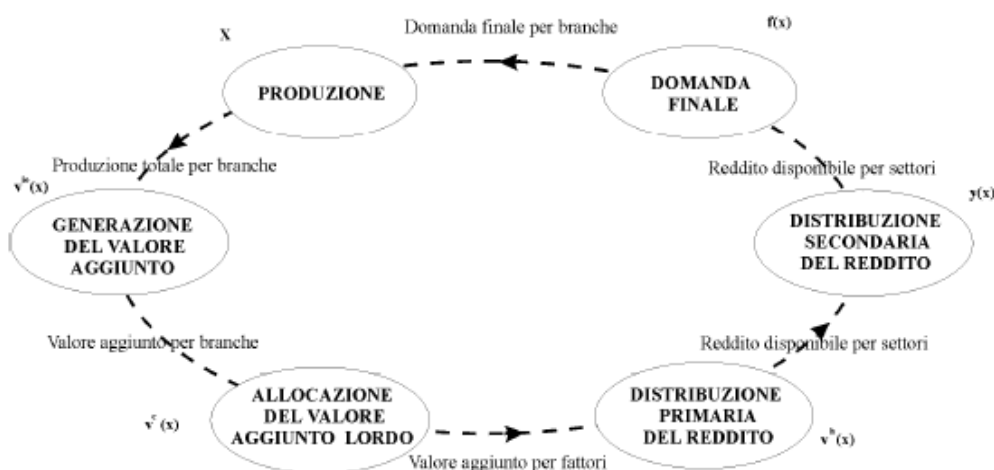 X
Domanda finale per branche
f(x)
PRODUZIONE
DOMANDA
FINALE
Produzione totale per branche
Reddito disponibile per settori
y(x)
GENERAZIONE
DEL VALORE
AGGIUNTO
DISTRIBUZIONE
SECONDARIA
DEL REDDITO
Valore aggiunto per branche
Reddito disponibile per settori
ALLOCAZIONE
DEL VALORE
AGGIUNTO LORDO
v^c (x)
DISTRIBUZIONE
PRIMARIA
DEL REDDITO
v^h(x)
Valore aggiunto per fattori